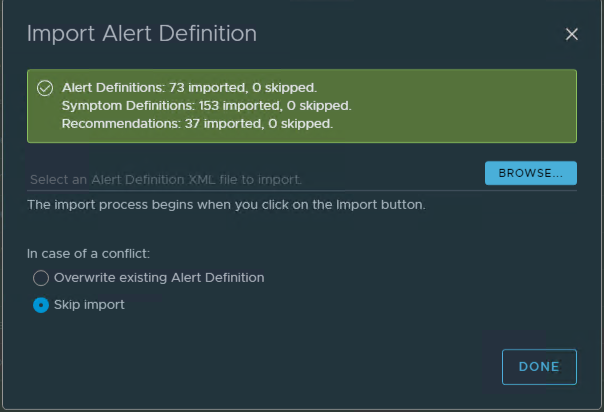 Import Alert Definition
Alert Definitions: 73 imported, 0 skipped.
Symptom Definitions: 153 imported, 0 skipped.
Recommendations: 37 imported, 0 skipped.
Select an Alert Definition XML file to import.
BROWSE...
The import process begins when you click on the Import button.
In case of a conflict:
Overwrite existing Alert Definition
Skip import
DONE